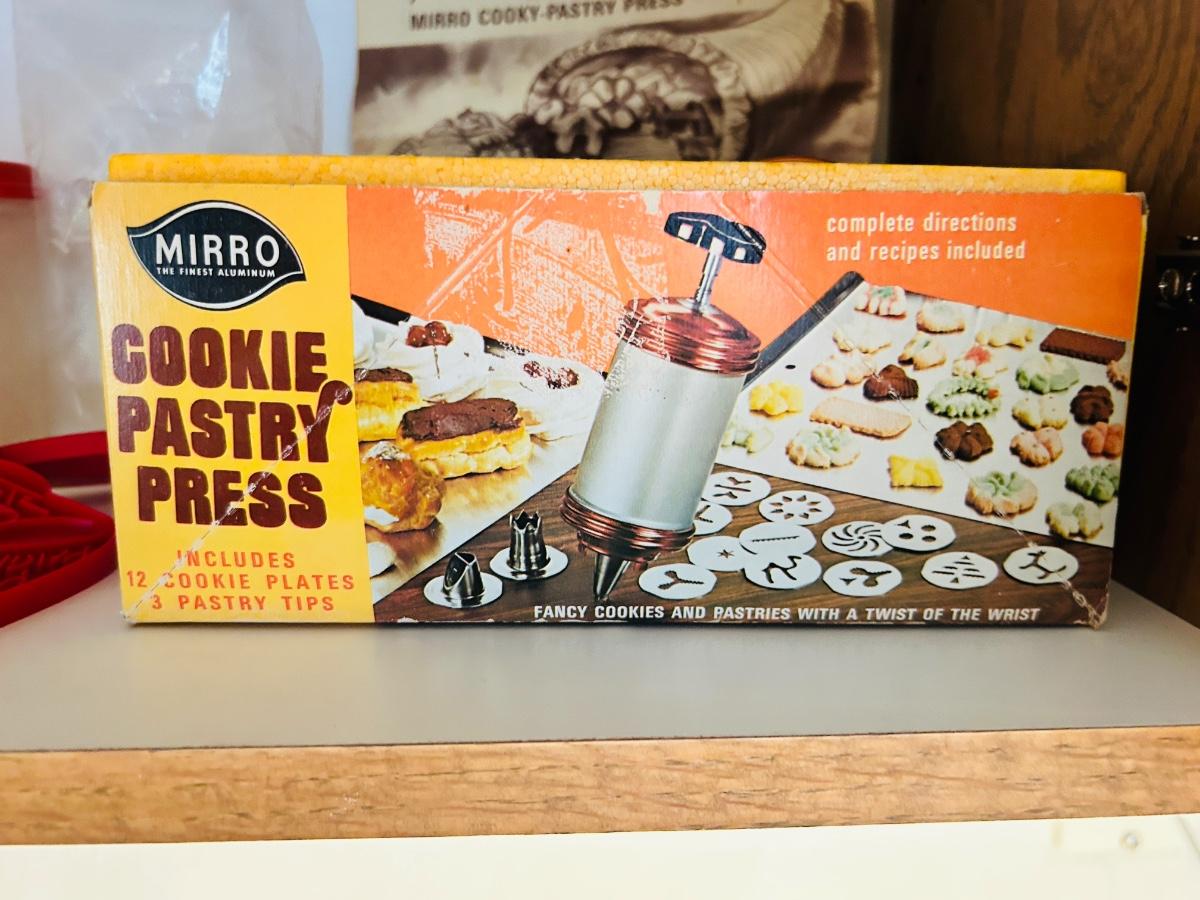 MIRRO COOKY-PASTRY PRESS
MIRRO
THE FINEST ALUMINUM
COOKIE
PASTRY
PRESS
INCLUDES
12 COOKIE PLATES
3 PASTRY TIPS
complete directions
and recipes included
FANCY COOKIES AND PASTRIES WITH A TWIST OF THE WRIST